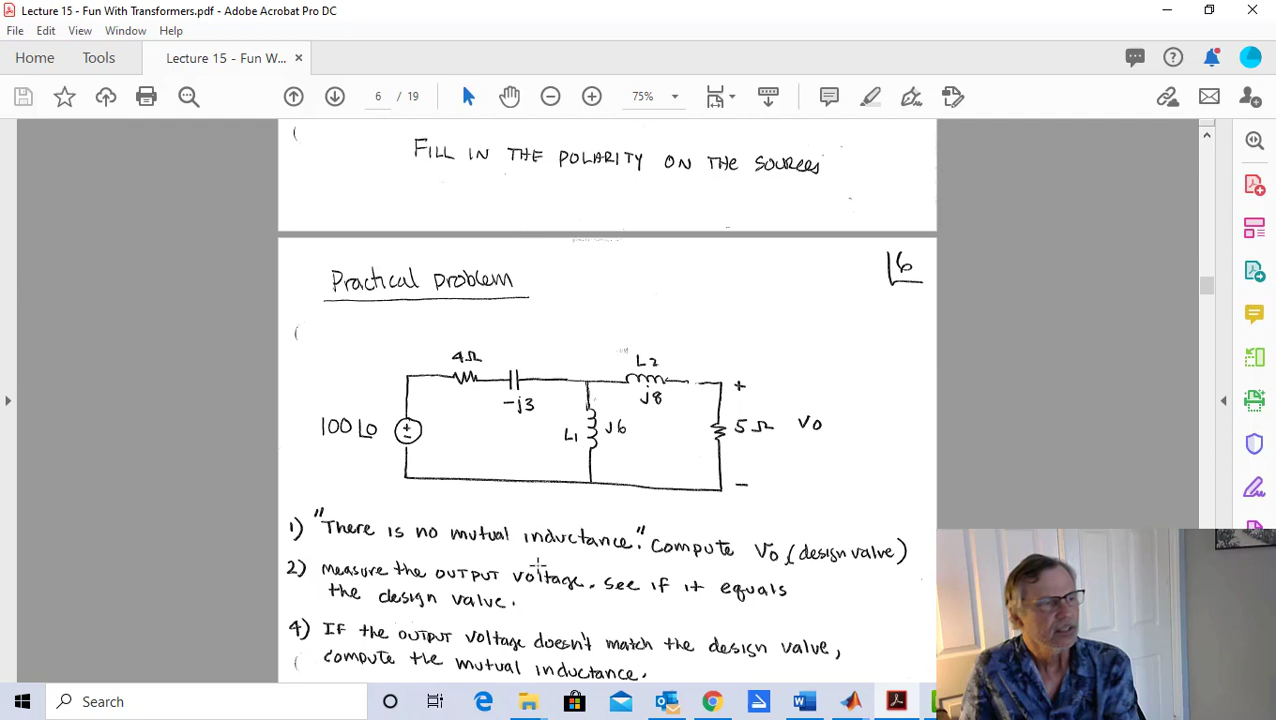 Lecture 15 - Fun With Transformers.pdf - Adobe Acrobat Pro DC
File Edit View Window Help
Home Tools Lecture 15 - Fun W... ×
6 / 19 75%
FILL IN THE POLARITY ON THE SOURCES
Practical problem
6
4Ω
-j3
L2
j8
100∠0
L1
j6
5Ω
+
Vo
-
1) "There is no mutual inductance." Compute Vo (design valve)
2) measure the OUTPUT voltage. see if it equals
the design valve.
4) If the OUTPUT voltage doesn't match the design valve,
compute the mutual inductance.
Search